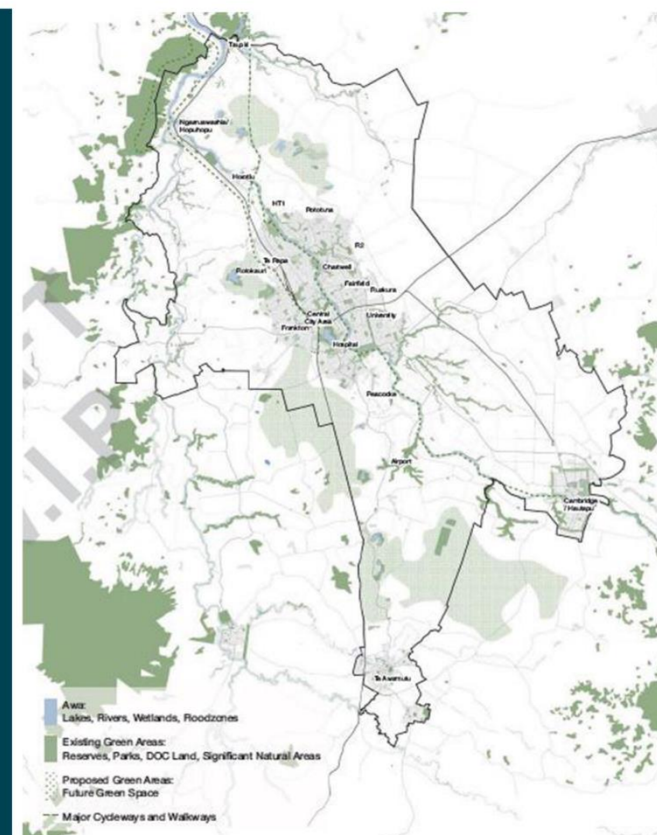 Taupiri
Ngaruawahia/
Hopuhopu
Horotiu
HT1
Rototuna
R2
Te Rapa
Chartwell
Rotokauri
Fairfield
Ruakura
Central
City Area
University
Frankton
Hospital
Peacocke
Airport
Cambridge
/ Hautapu
Te Awamutu
W.I.P
Awa:
Lakes, Rivers, Wetlands, Floodzones
Existing Green Areas:
Reserves, Parks, DOC Land, Significant Natural Areas
Proposed Green Areas:
Future Green Space
Major Cycleways and Walkways